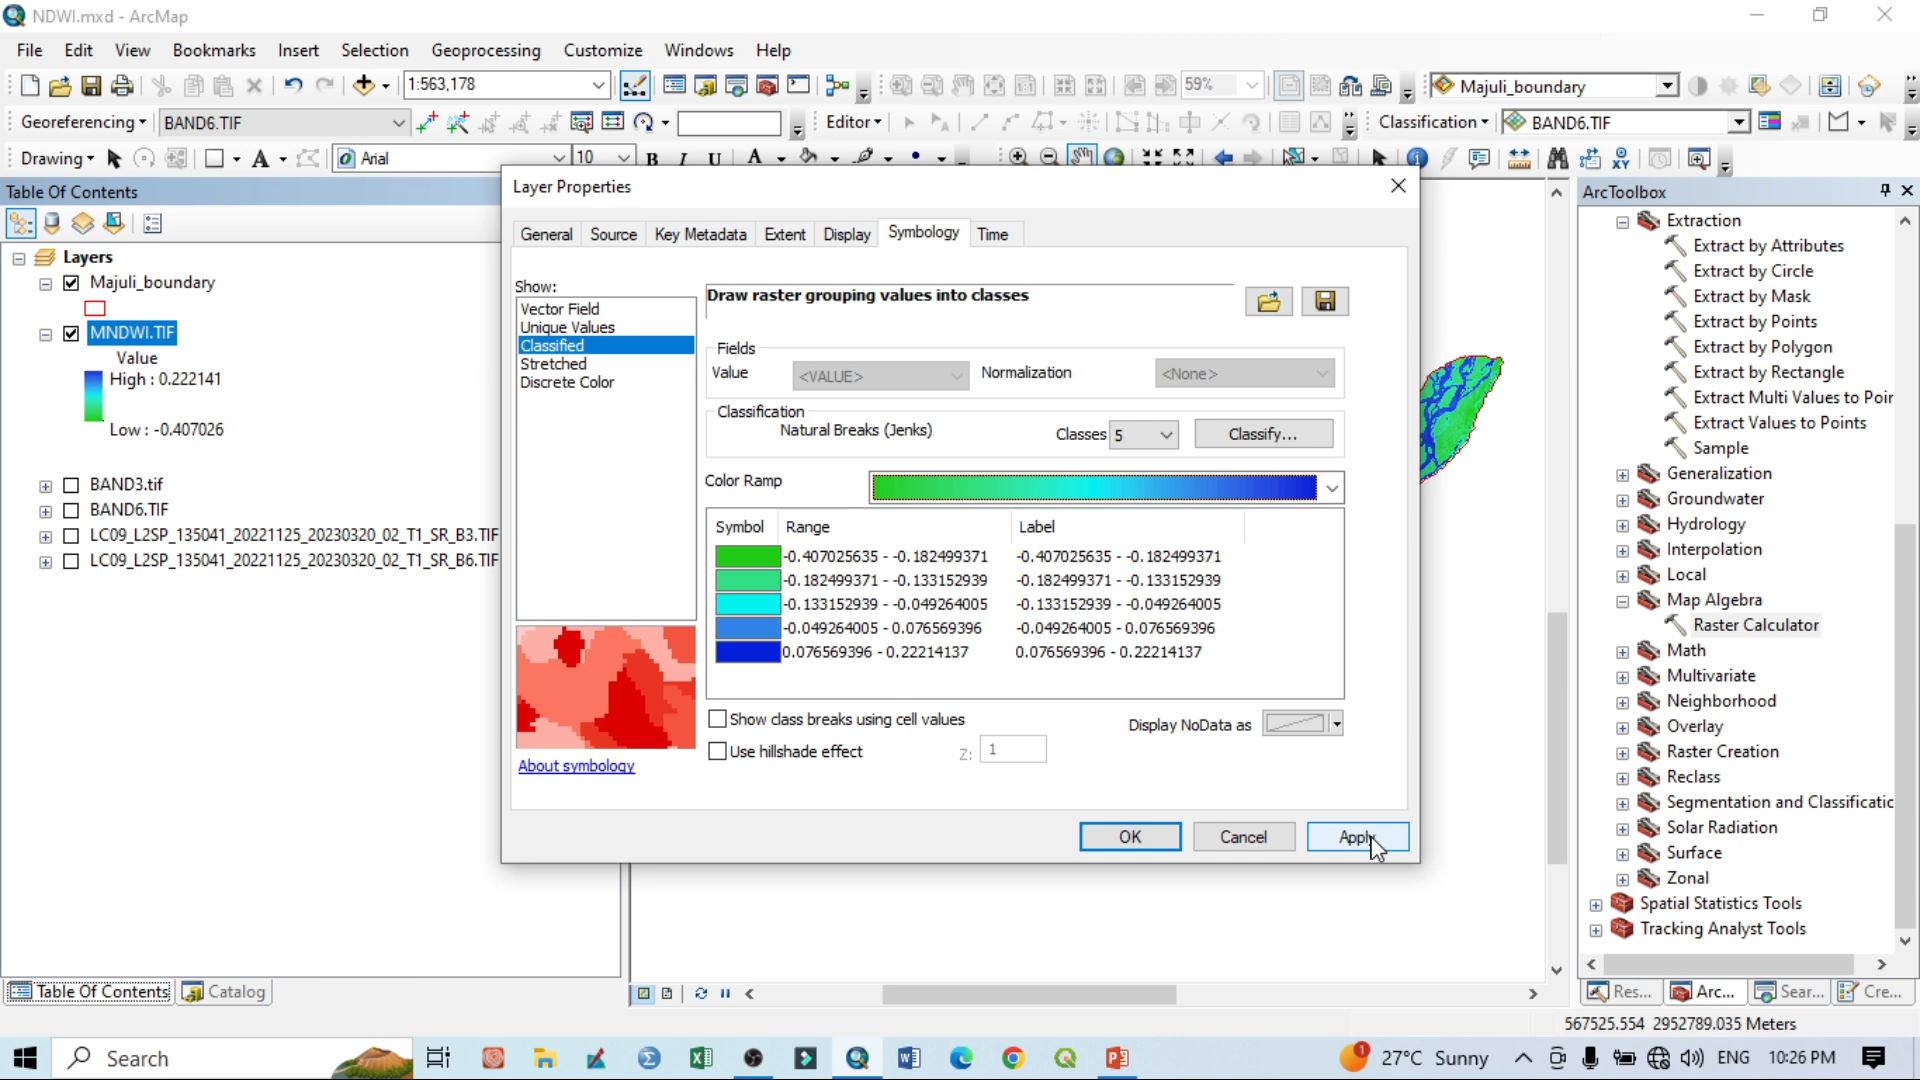 NDWI.mxd - ArcMap
File Edit View Bookmarks Insert Selection Geoprocessing Customize Windows Help
1:563,178 59% Majuli_boundary
Georeferencing BAND6.TIF Editor Classification BAND6.TIF
Drawing A Arial 10 B I U A
Table Of Contents
Layers
Majuli_boundary
MNDWI.TIF
Value
High : 0.222141
Low : -0.407026
BAND3.tif
BAND6.TIF
LC09_L2SP_135041_20221125_20230320_02_T1_SR_B3.TIF
LC09_L2SP_135041_20221125_20230320_02_T1_SR_B6.TIF
Table Of Contents Catalog
Layer Properties
General Source Key Metadata Extent Display Symbology Time
Show:
Vector Field
Unique Values
Classified
Stretched
Discrete Color
About symbology
Draw raster grouping values into classes
Fields
Value <VALUE> Normalization <None>
Classification
Natural Breaks (Jenks) Classes 5 Classify...
Color Ramp
Symbol Range Label
-0.407025635 - -0.182499371 -0.407025635 - -0.182499371
-0.182499371 - -0.133152939 -0.182499371 - -0.133152939
-0.133152939 - -0.049264005 -0.133152939 - -0.049264005
-0.049264005 - 0.076569396 -0.049264005 - 0.076569396
0.076569396 - 0.22214137 0.076569396 - 0.22214137
Show class breaks using cell values Display NoData as
Use hillshade effect Z: 1
OK Cancel Apply
ArcToolbox
Extraction
Extract by Attributes
Extract by Circle
Extract by Mask
Extract by Points
Extract by Polygon
Extract by Rectangle
Extract Multi Values to Poir
Extract Values to Points
Sample
Generalization
Groundwater
Hydrology
Interpolation
Local
Map Algebra
Raster Calculator
Math
Multivariate
Neighborhood
Overlay
Raster Creation
Reclass
Segmentation and Classificatic
Solar Radiation
Surface
Zonal
Spatial Statistics Tools
Tracking Analyst Tools
Res... Arc... Sear... Cre...
567525.554 2952789.035 Meters
Search 27°C Sunny ENG 10:26 PM